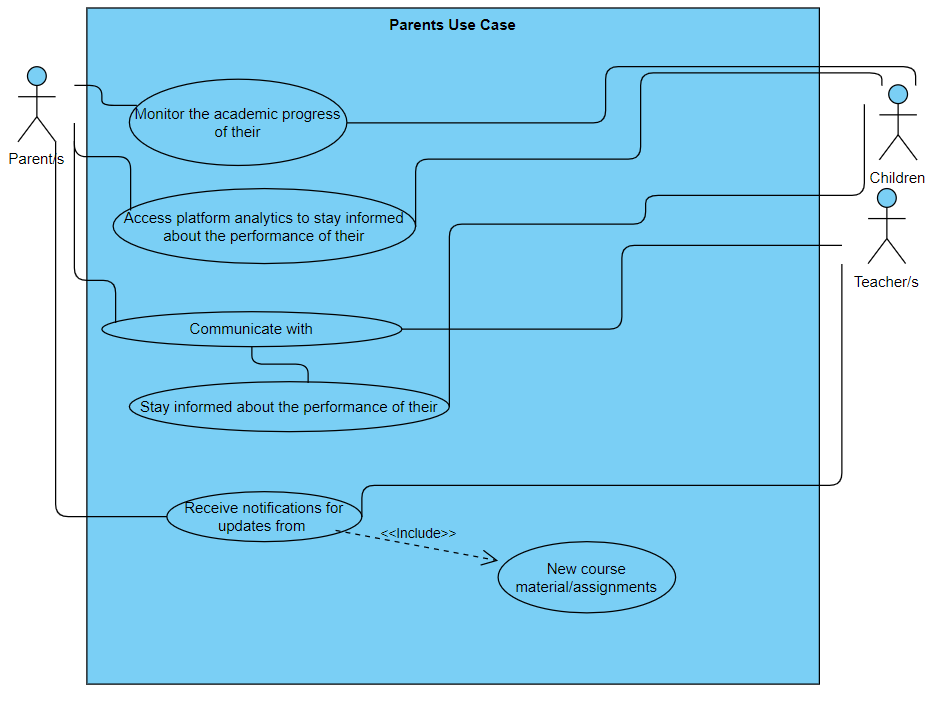 Parents Use Case
Parent/s
Monitor the academic progress
of their
Children
Access platform analytics to stay informed
about the performance of their
Teacher/s
Communicate with
Stay informed about the performance of their
Receive notifications for
updates from
<<Include>>
New course
material/assignments